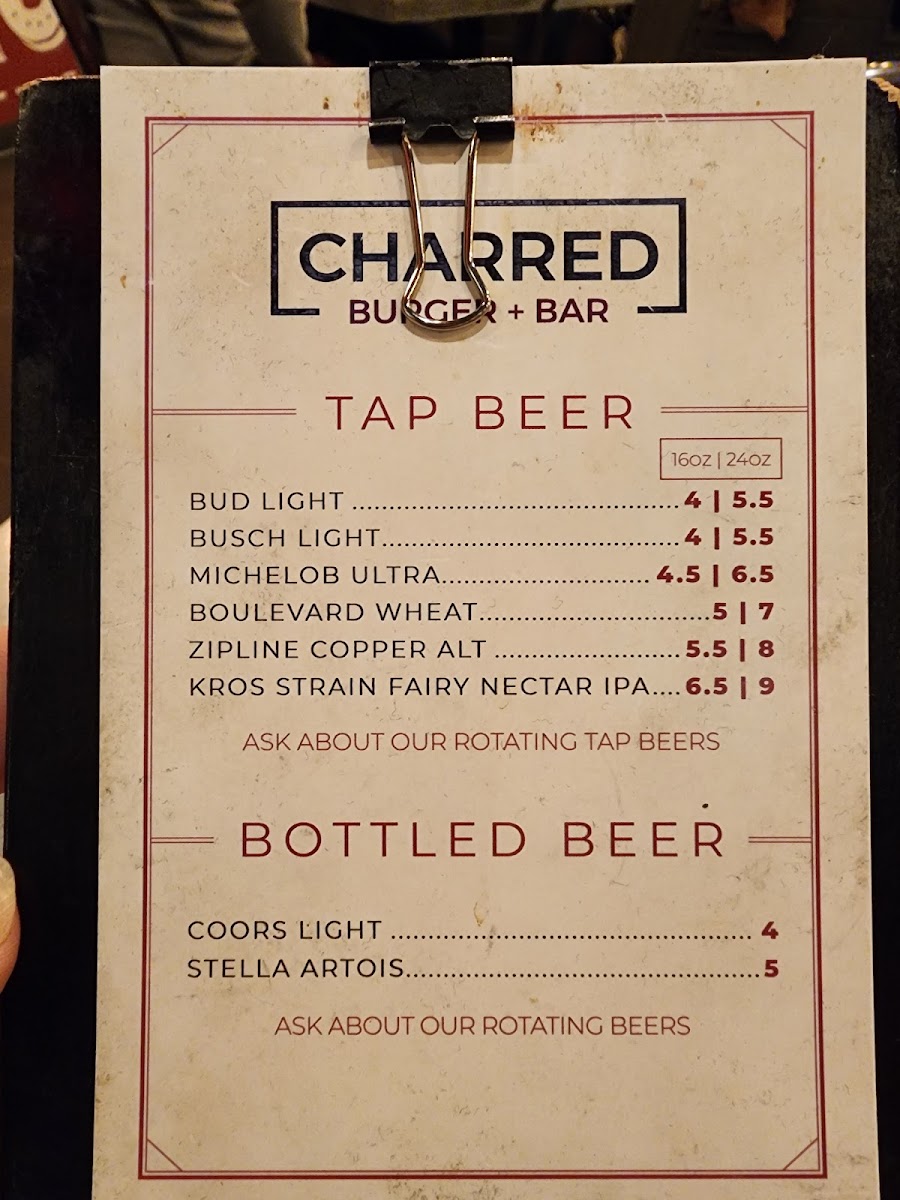 CHARRED
BURGER + BAR
TAP BEER
16OZ | 24OZ
BUD LIGHT ........................................... 4 | 5.5
BUSCH LIGHT....................................... 4 | 5.5
MICHELOB ULTRA........................... 4.5 | 6.5
BOULEVARD WHEAT.............................. 5 | 7
ZIPLINE COPPER ALT ........................ 5.5 | 8
KROS STRAIN FAIRY NECTAR IPA.... 6.5 | 9
ASK ABOUT OUR ROTATING TAP BEERS
BOTTLED BEER
COORS LIGHT ............................................... 4
STELLA ARTOIS.............................................. 5
ASK ABOUT OUR ROTATING BEERS